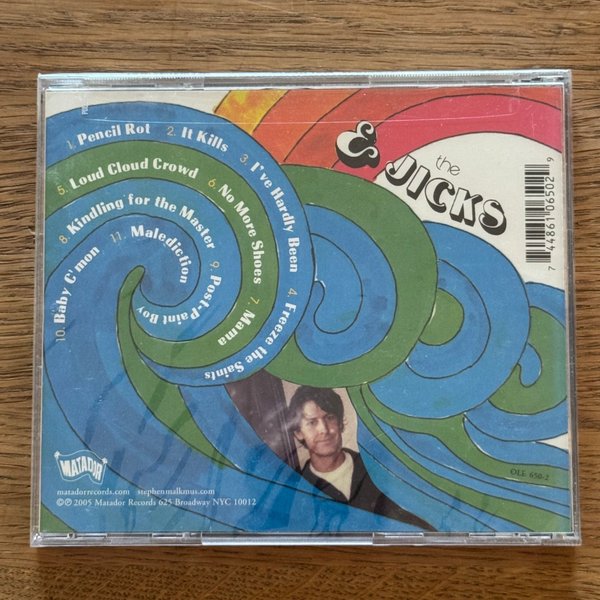 & the
JICKS
1. Pencil Rot
2. It Kills
3. I've Hardly Been
4. Freeze the Saints
5. Loud Cloud Crowd
6. No More Shoes
7. Mama
8. Kindling for the Master
9. Post-Paint Boy
10. Baby C'mon
11. Malediction
7 44861 06502 9
MATADOR
matadorrecords.com stephenmalkmus.com
©℗ 2005 Matador Records 625 Broadway NYC 10012
OLE 650-2